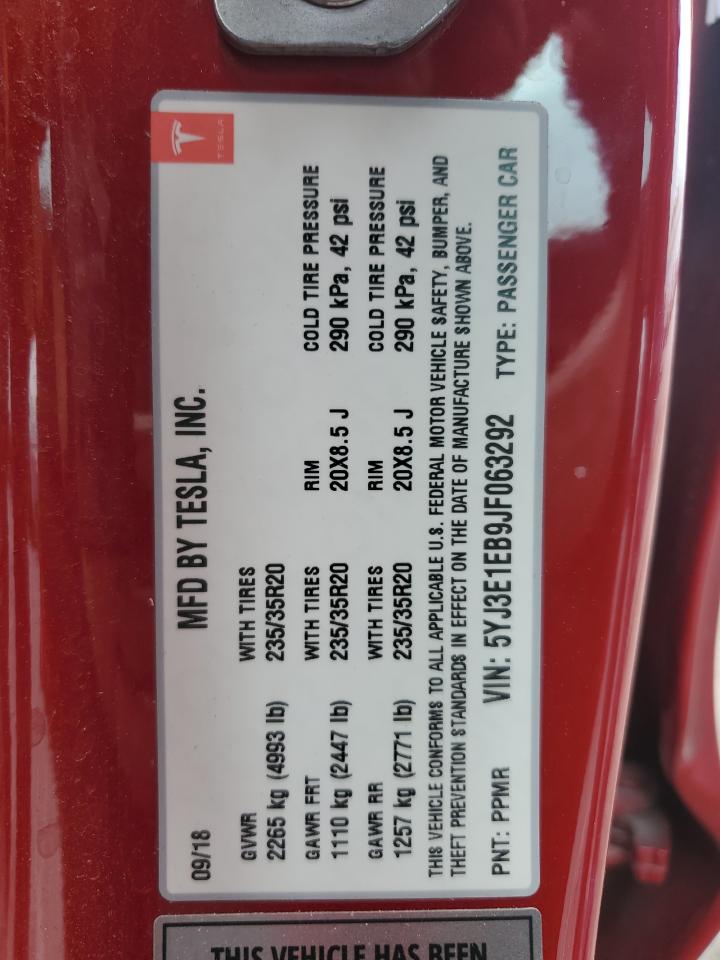 TESLA
MFD BY TESLA, INC.
09/18
GVWR WITH TIRES
2265 kg (4993 lb) 235/35R20
GAWR FRT WITH TIRES RIM COLD TIRE PRESSURE
1110 kg (2447 lb) 235/35R20 20X8.5 J 290 kPa, 42 psi
GAWR RR WITH TIRES RIM COLD TIRE PRESSURE
1257 kg (2771 lb) 235/35R20 20X8.5 J 290 kPa, 42 psi
THIS VEHICLE CONFORMS TO ALL APPLICABLE U.S. FEDERAL MOTOR VEHICLE SAFETY, BUMPER, AND
THEFT PREVENTION STANDARDS IN EFFECT ON THE DATE OF MANUFACTURE SHOWN ABOVE.
PNT: PPMR VIN: 5YJ3E1EB9JF063292 TYPE: PASSENGER CAR
THIS VEHICLE HAS BEEN